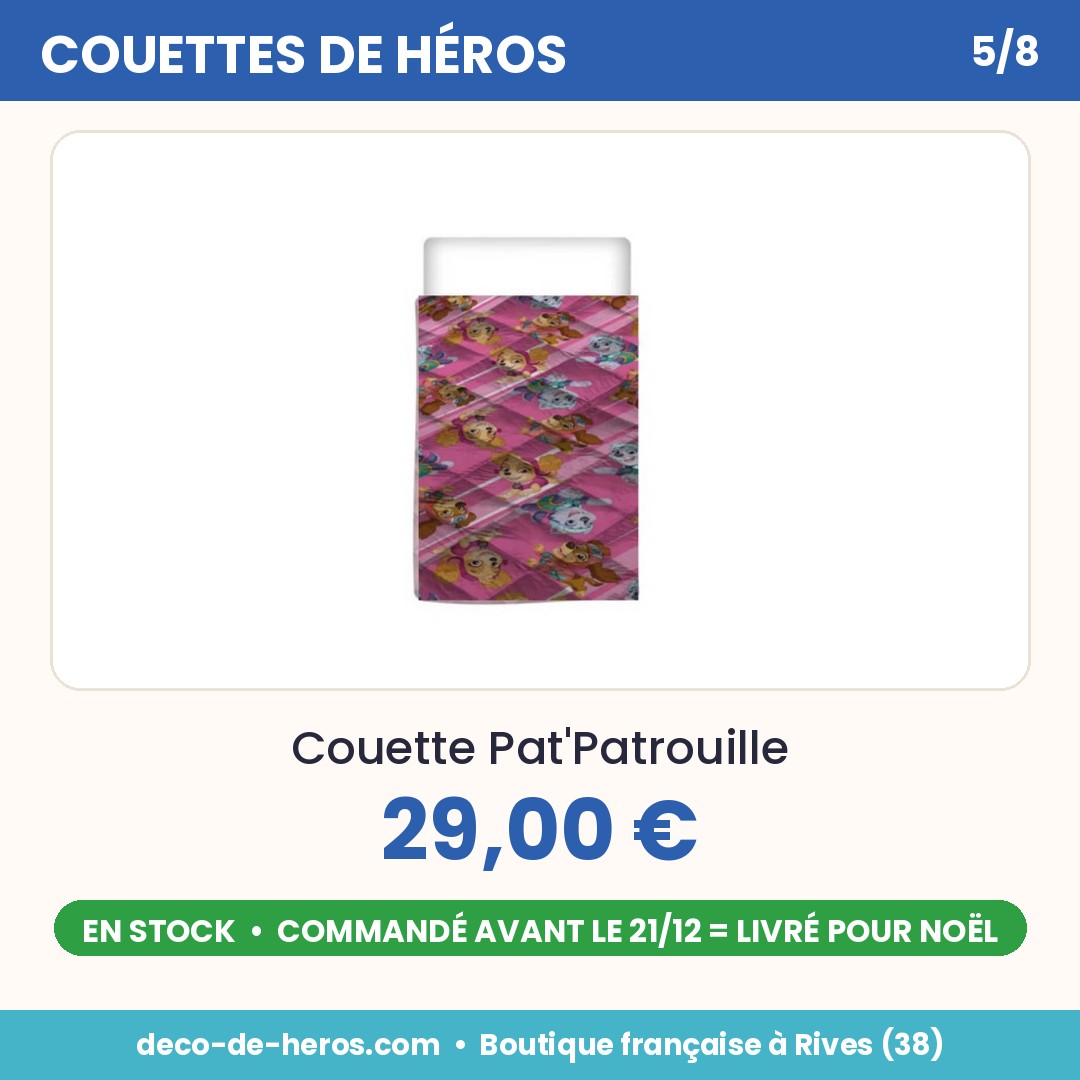 COUETTES DE HÉROS
5/8
Couette Pat'Patrouille
29,00 €
EN STOCK • COMMANDÉ AVANT LE 21/12 = LIVRÉ POUR NOËL
deco-de-heros.com • Boutique française à Rives (38)